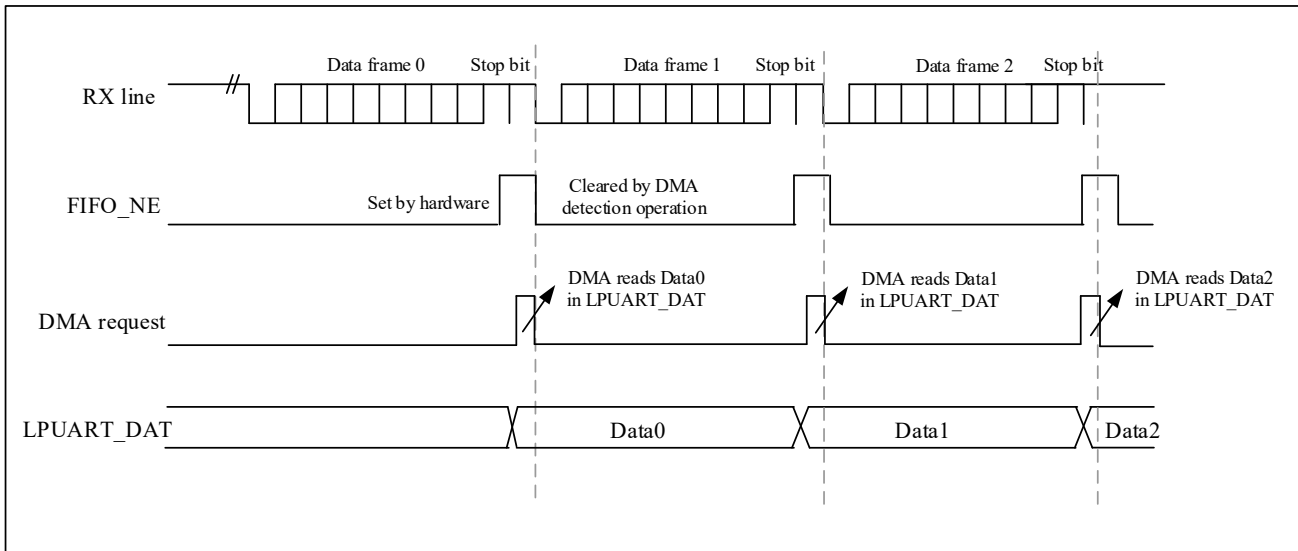 Data frame 0 Stop bit Data frame 1 Stop bit Data frame 2 Stop bit
RX line
FIFO_NE
Set by hardware
Cleared by DMA
detection operation
DMA request
DMA reads Data0
in LPUART_DAT
DMA reads Data1
in LPUART_DAT
DMA reads Data2
in LPUART_DAT
LPUART_DAT
Data0 Data1 Data2